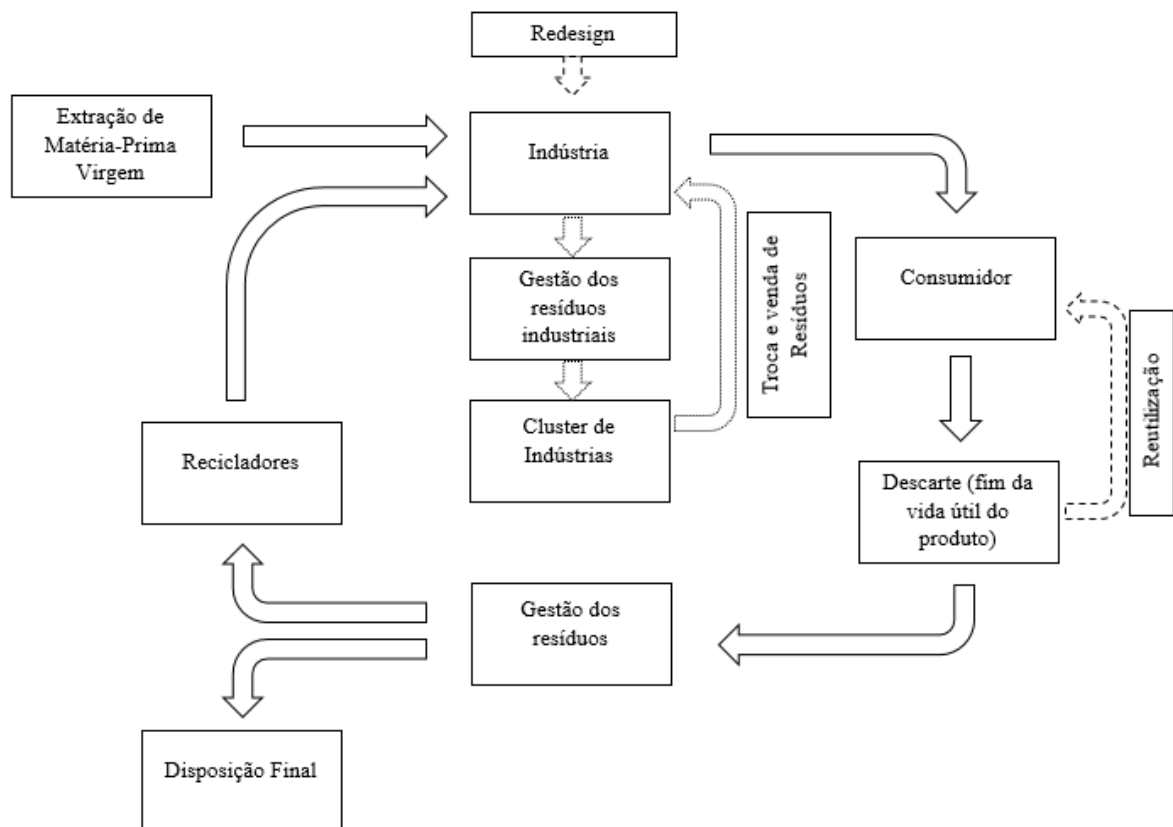 Redesign
Extração de
Matéria-Prima
Virgem
Indústria
Gestão dos
resíduos
industriais
Cluster de
Indústrias
Troca e venda de
Resíduos
Consumidor
Reutilização
Descarte (fim da
vida útil do
produto)
Recicladores
Gestão dos
resíduos
Disposição Final